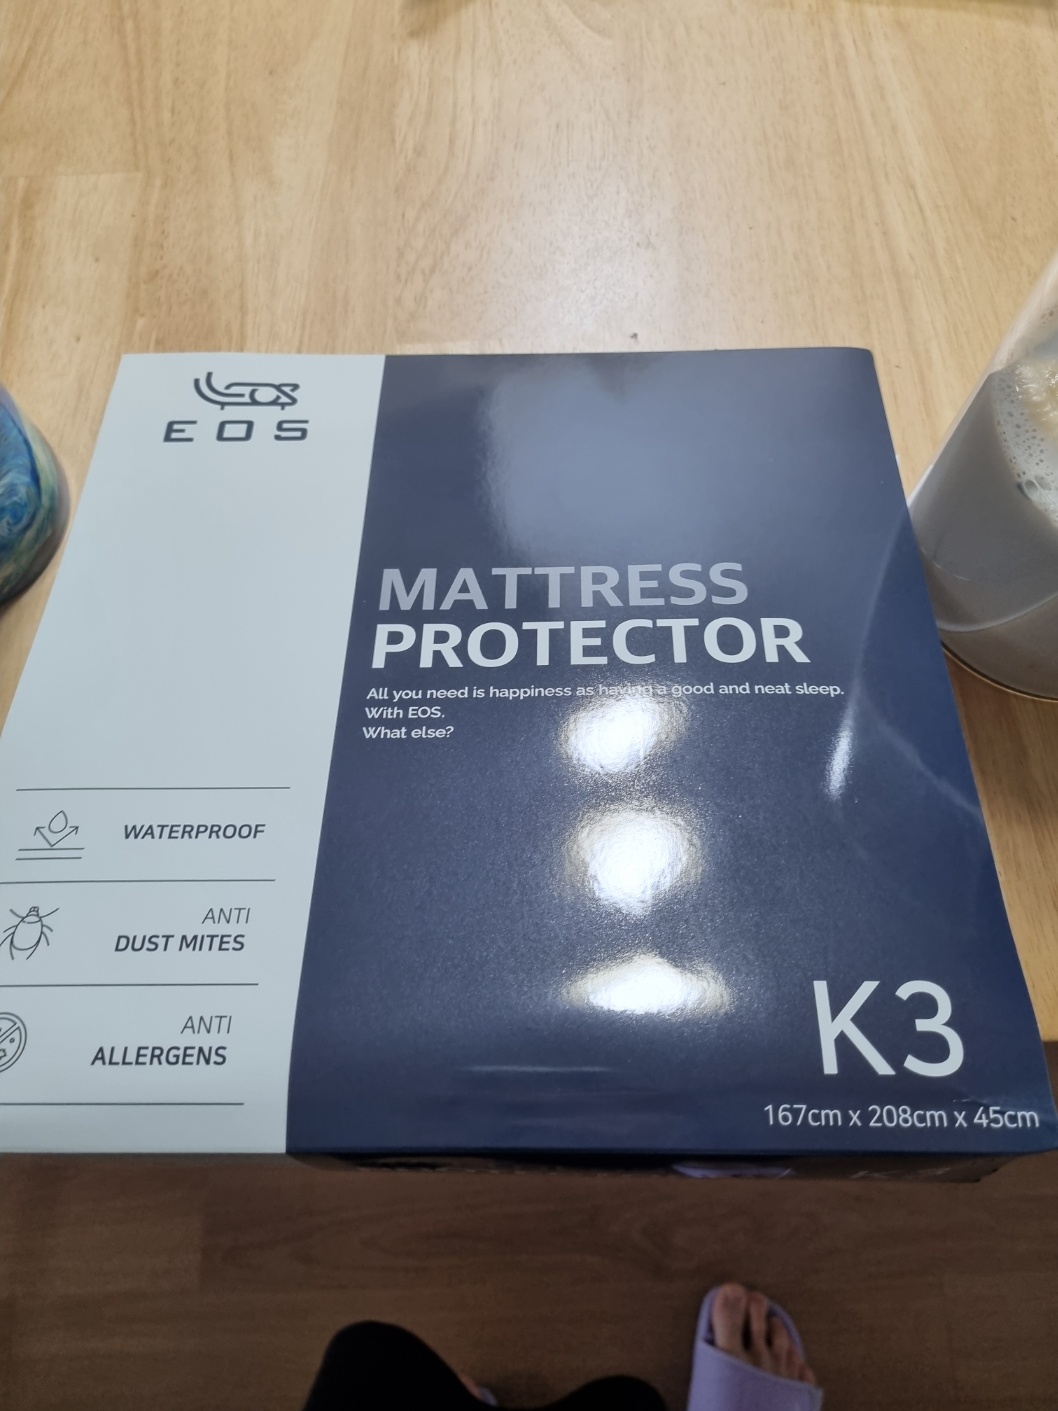 EOS
EOS
MATTRESS
PROTECTOR
All you need is happiness as having a good and neat sleep.
With EOS.
What else?
WATERPROOF
ANTI
DUST MITES
ANTI
ALLERGENS
K3
167cm x 208cm x 45cm